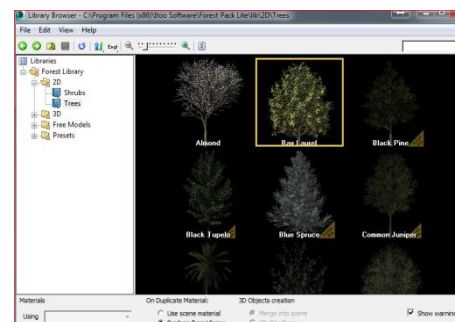 Library Browser - C:\Program Files (x86)\Itoo Software\Forest Pack Lite\lib\2D\Trees
File Edit View Help
Libraries
Forest Library
2D
Shrubs
Trees
3D
Free Models
Presets
Almond
Bay Laurel
Black Pine
Black Tupelo
Blue Spruce
Common Juniper
Materials
Using
On Duplicate Material:
Use scene material
3D Objects creation
Merge into scene
Show warning